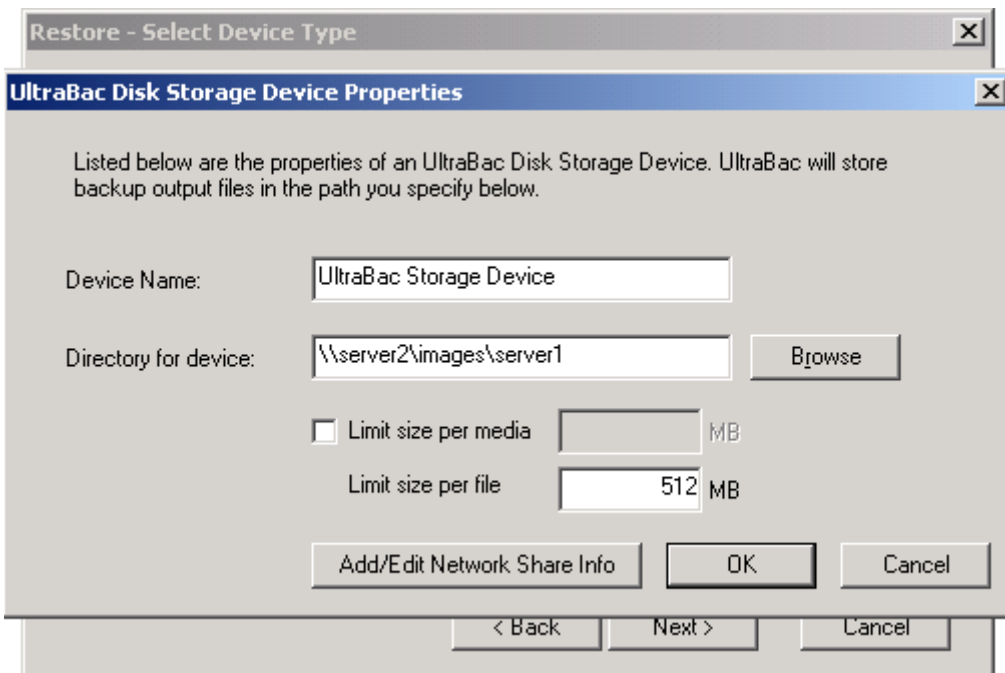 Restore - Select Device Type
UltraBac Disk Storage Device Properties
Listed below are the properties of an UltraBac Disk Storage Device. UltraBac will store
backup output files in the path you specify below.
Device Name:
UltraBac Storage Device
Directory for device:
\\server2\images\server1
Browse
Limit size per media
MB
Limit size per file
512 MB
Add/Edit Network Share Info
OK
Cancel
< Back
Next >
Cancel